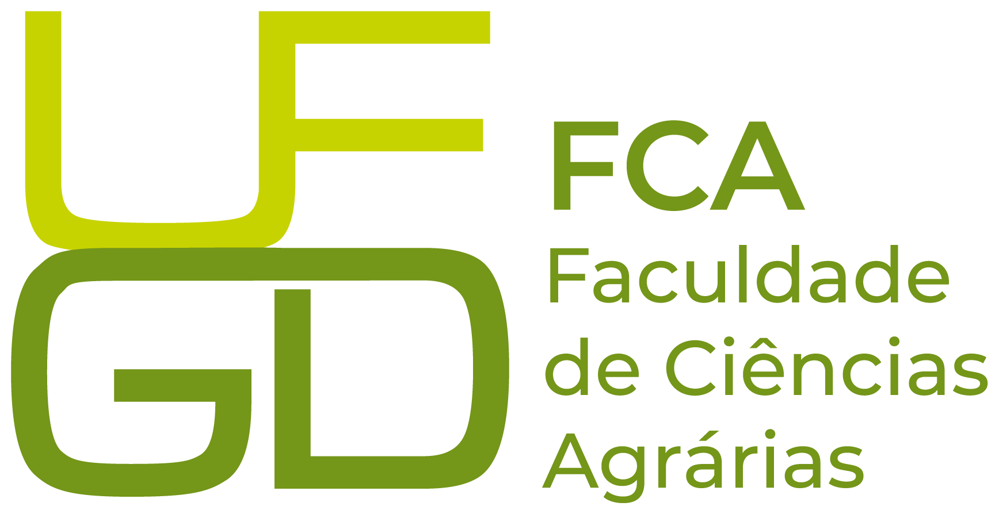 UF
GD
FCA
Faculdade
de Ciências
Agrárias